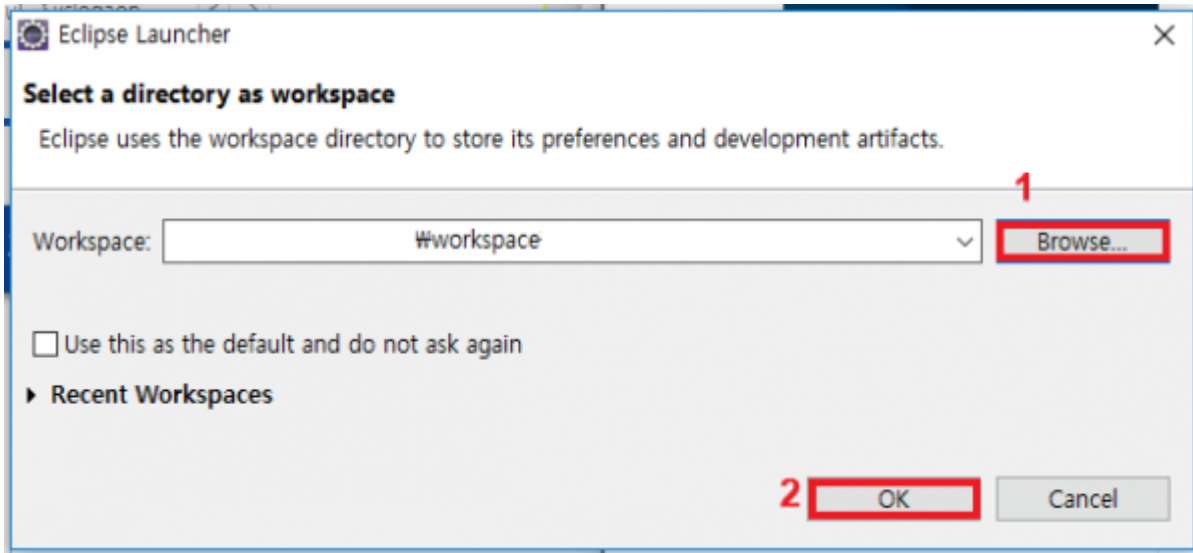 Eclipse Launcher
Select a directory as workspace
Eclipse uses the workspace directory to store its preferences and development artifacts.
1
Workspace: ₩workspace Browse...
Use this as the default and do not ask again
Recent Workspaces
2 OK Cancel